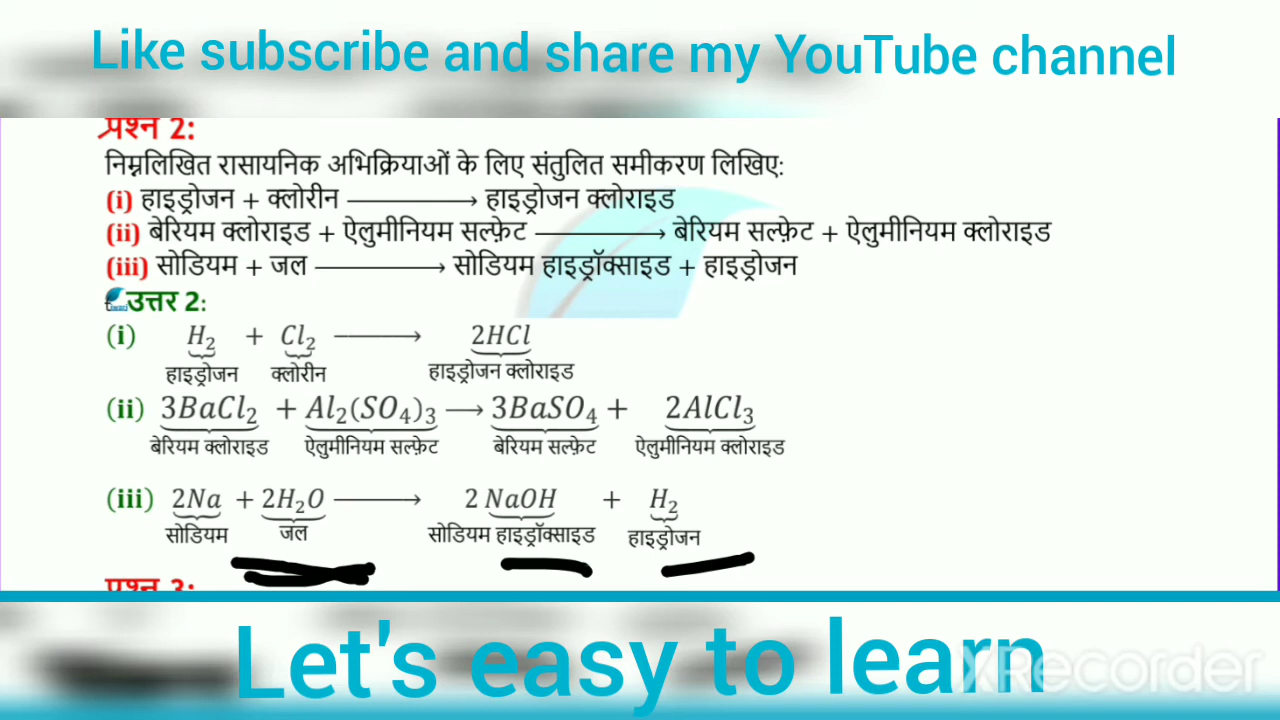 Like subscribe and share my YouTube channel
प्रश्न 2:
निम्नलिखित रासायनिक अभिक्रियाओं के लिए संतुलित समीकरण लिखिए:
(i) हाइड्रोजन + क्लोरीन ⟶ हाइड्रोजन क्लोराइड
(ii) बेरियम क्लोराइड + ऐलुमीनियम सल्फ़ेट ⟶ बेरियम सल्फ़ेट + ऐलुमीनियम क्लोराइड
(iii) सोडियम + जल ⟶ सोडियम हाइड्रॉक्साइड + हाइड्रोजन
उत्तर 2:
(i) H₂ + Cl₂ ⟶ 2HCl
हाइड्रोजन क्लोरीन हाइड्रोजन क्लोराइड
(ii) 3BaCl₂ + Al₂(SO₄)₃ ⟶ 3BaSO₄ + 2AlCl₃
बेरियम क्लोराइड ऐलुमीनियम सल्फ़ेट बेरियम सल्फ़ेट ऐलुमीनियम क्लोराइड
(iii) 2Na + 2H₂O ⟶ 2 NaOH + H₂
सोडियम जल सोडियम हाइड्रॉक्साइड हाइड्रोजन
प्रश्न 3:
Let's easy to learn
XRecorder